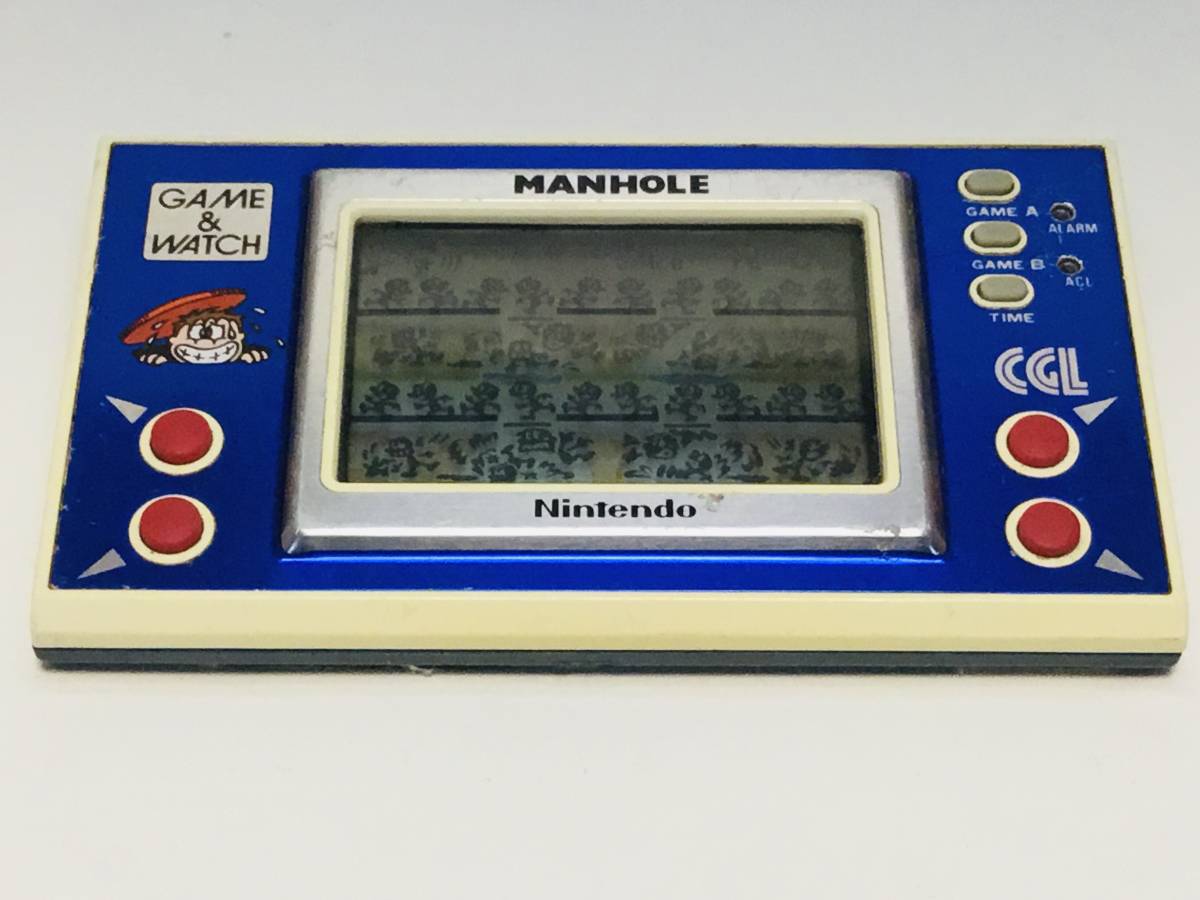 MANHOLE
GAME
&
WATCH
GAME A
ALARM
GAME B
ACL
TIME
CGL
Nintendo